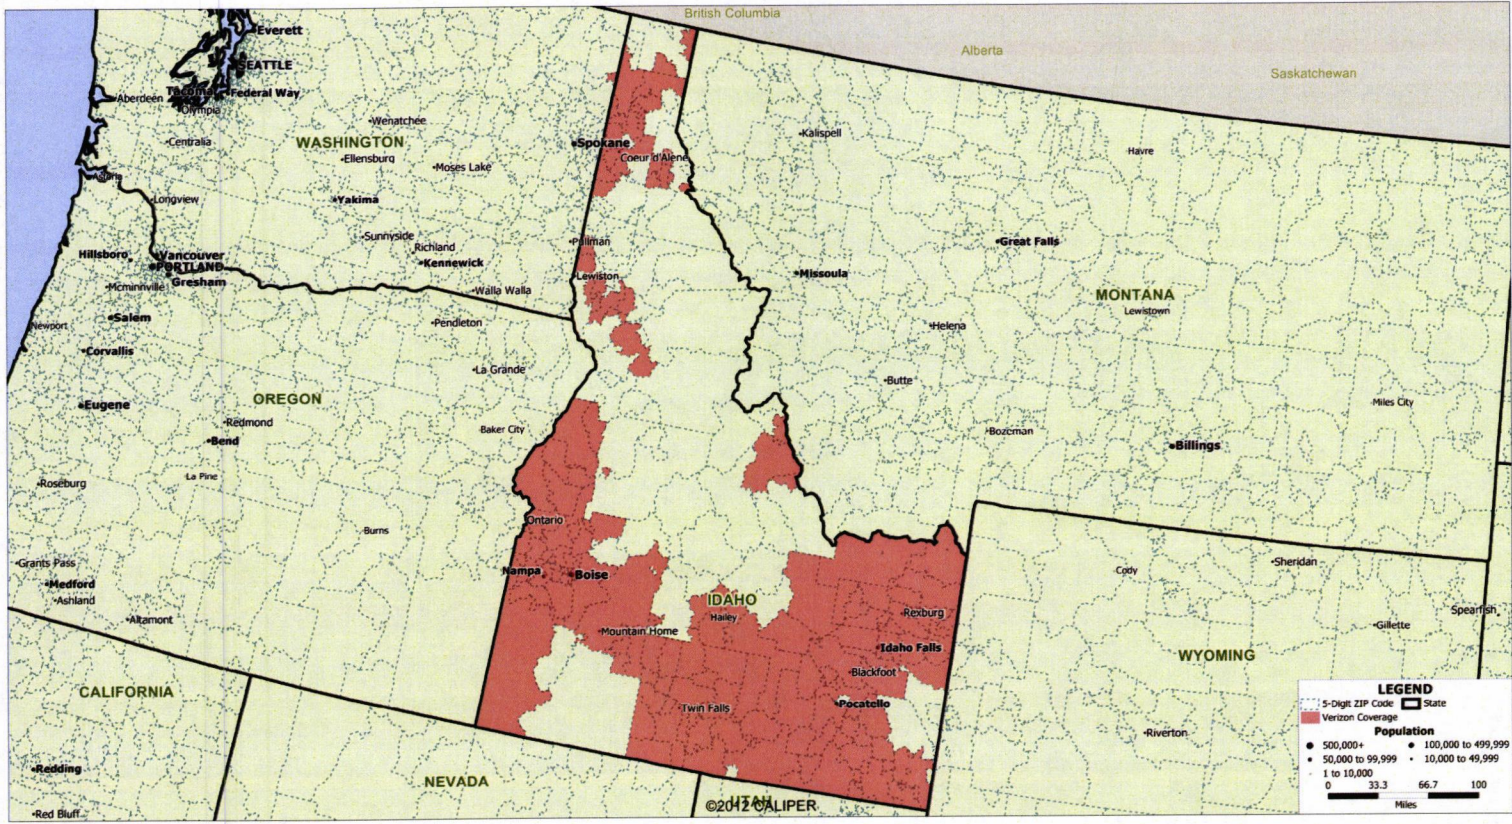 British Columbia
Alberta
Saskatchewan
Everett
SEATTLE
Tacoma
Federal Way
Aberdeen
Olympia
Wenatchee
Kalispell
Centralia
WASHINGTON
Spokane
Havre
Ellensburg
Coeur d'Alene
Moses Lake
Astoria
Longview
Yakima
Sunnyside
Pullman
Great Falls
Richland
Hillsboro
Vancouver
Kennewick
PORTLAND
Missoula
Gresham
Lewiston
Mcminnville
Walla Walla
MONTANA
Lewistown
Salem
Newport
Pendleton
Helena
Corvallis
La Grande
Butte
OREGON
Eugene
Miles City
Redmond
Baker City
Bozeman
Bend
Billings
La Pine
Roseburg
Ontario
Burns
Grants Pass
Sheridan
Nampa
Boise
Cody
Medford
Ashland
IDAHO
Hailey
Rexburg
Spearfish
Altamont
Mountain Home
Gillette
Idaho Falls
WYOMING
Blackfoot
CALIFORNIA
Twin Falls
Pocatello
Riverton
Redding
NEVADA
UTAH
©2012 CALIPER
Red Bluff
LEGEND
5-Digit ZIP Code State
Verizon Coverage
Population
500,000+ 100,000 to 499,999
50,000 to 99,999 10,000 to 49,999
1 to 10,000
0 33.3 66.7 100
Miles